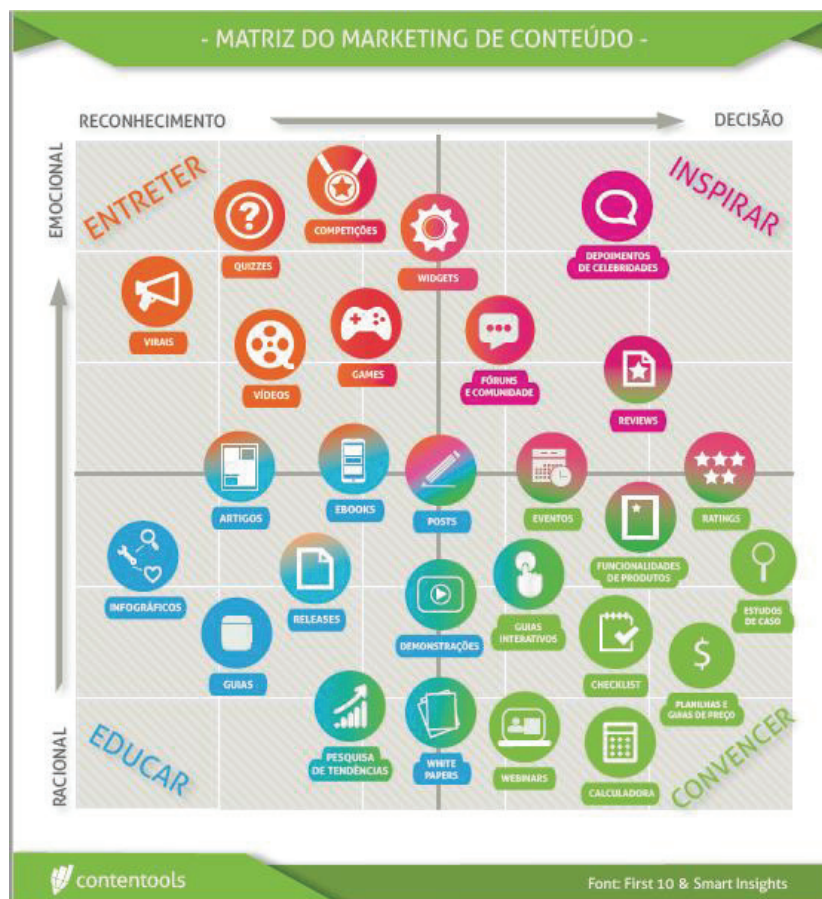 - MATRIZ DO MARKETING DE CONTEÚDO -
RECONHECIMENTO
DECISÃO
EMOCIONAL
RACIONAL
ENTRETER
INSPIRAR
COMPETIÇÕES
QUIZZES
WIDGETS
DEPOIMENTOS
DE CELEBRIDADES
VIRAIS
VÍDEOS
GAMES
FÓRUNS
E COMUNIDADE
REVIEWS
ARTIGOS
EBOOKS
POSTS
EVENTOS
RATINGS
FUNCIONALIDADES
DE PRODUTOS
INFOGRÁFICOS
RELEASES
GUIAS
INTERATIVOS
ESTUDOS
DE CASO
DEMONSTRAÇÕES
GUIAS
CHECKLIST
$
PLANILHAS E
GUIAS DE PREÇO
EDUCAR
PESQUISA
DE TENDÊNCIAS
WHITE
PAPERS
WEBINARS
CALCULADORA
CONVENCER
contentools
Font: First 10 & Smart Insights